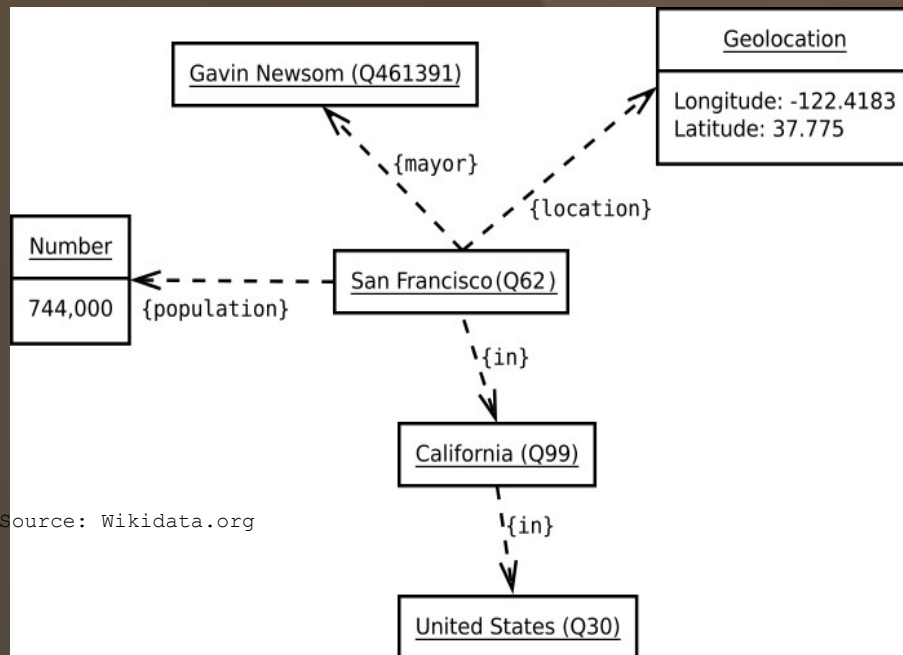 Gavin Newsom (Q461391)
Geolocation
Longitude: -122.4183
Latitude: 37.775
{mayor}
{location}
Number
744,000
{population}
San Francisco(Q62)
{in}
California (Q99)
Source: Wikidata.org
{in}
United States (Q30)